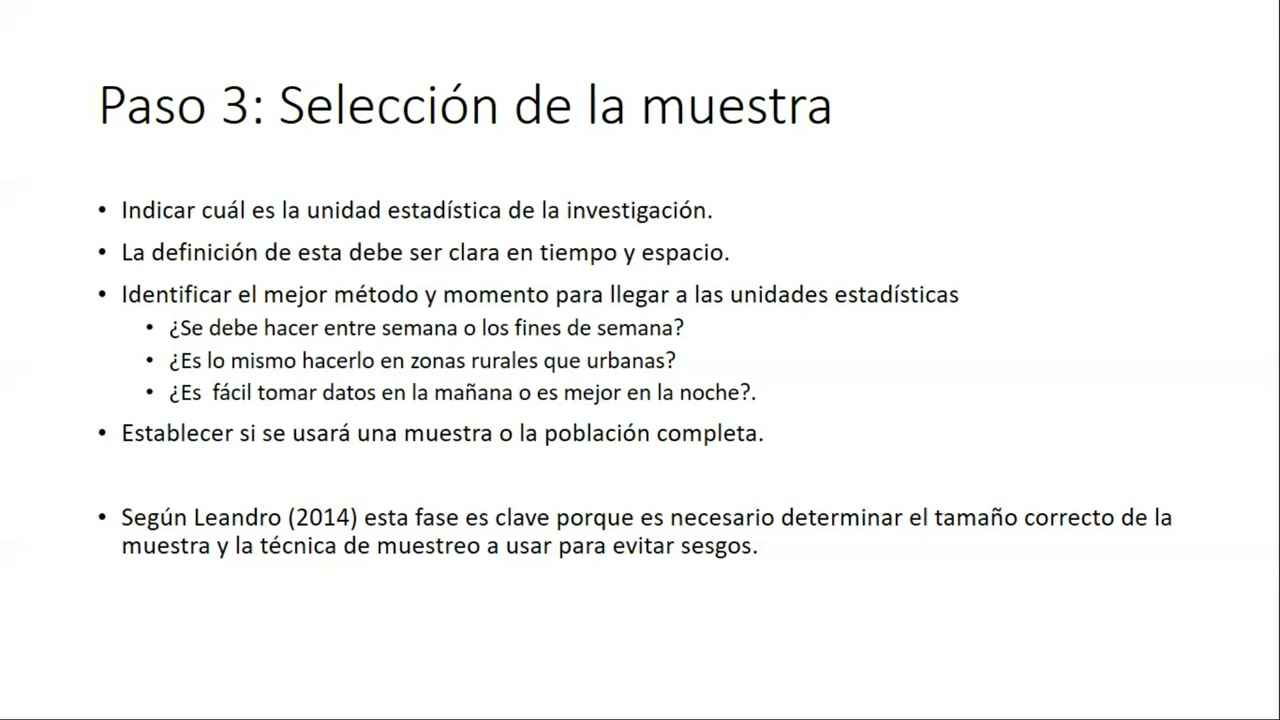 Paso 3: Selección de la muestra
• Indicar cuál es la unidad estadística de la investigación.
• La definición de esta debe ser clara en tiempo y espacio.
• Identificar el mejor método y momento para llegar a las unidades estadísticas
• ¿Se debe hacer entre semana o los fines de semana?
• ¿Es lo mismo hacerlo en zonas rurales que urbanas?
• ¿Es  fácil tomar datos en la mañana o es mejor en la noche?.
• Establecer si se usará una muestra o la población completa.
• Según Leandro (2014) esta fase es clave porque es necesario determinar el tamaño correcto de la
muestra y la técnica de muestreo a usar para evitar sesgos.